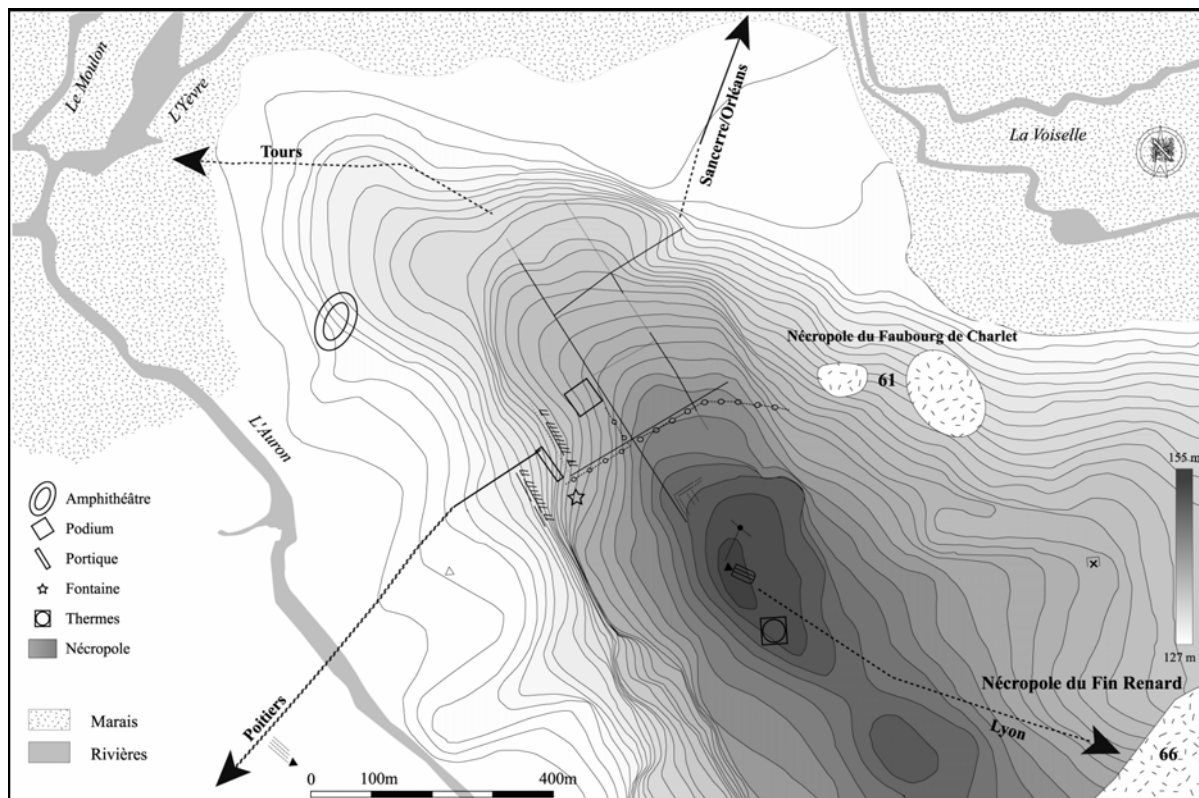 Le Moulon
L'Yèvre
Tours
Sancerre/Orléans
La Voiselle
N
Nécropole du Faubourg de Charlet
61
L'Auron
155 m
127 m
Amphithéâtre
Podium
Portique
Fontaine
Thermes
Nécropole
Marais
Rivières
Poitiers
Nécropole du Fin Renard
Lyon
66
0 100m 400m